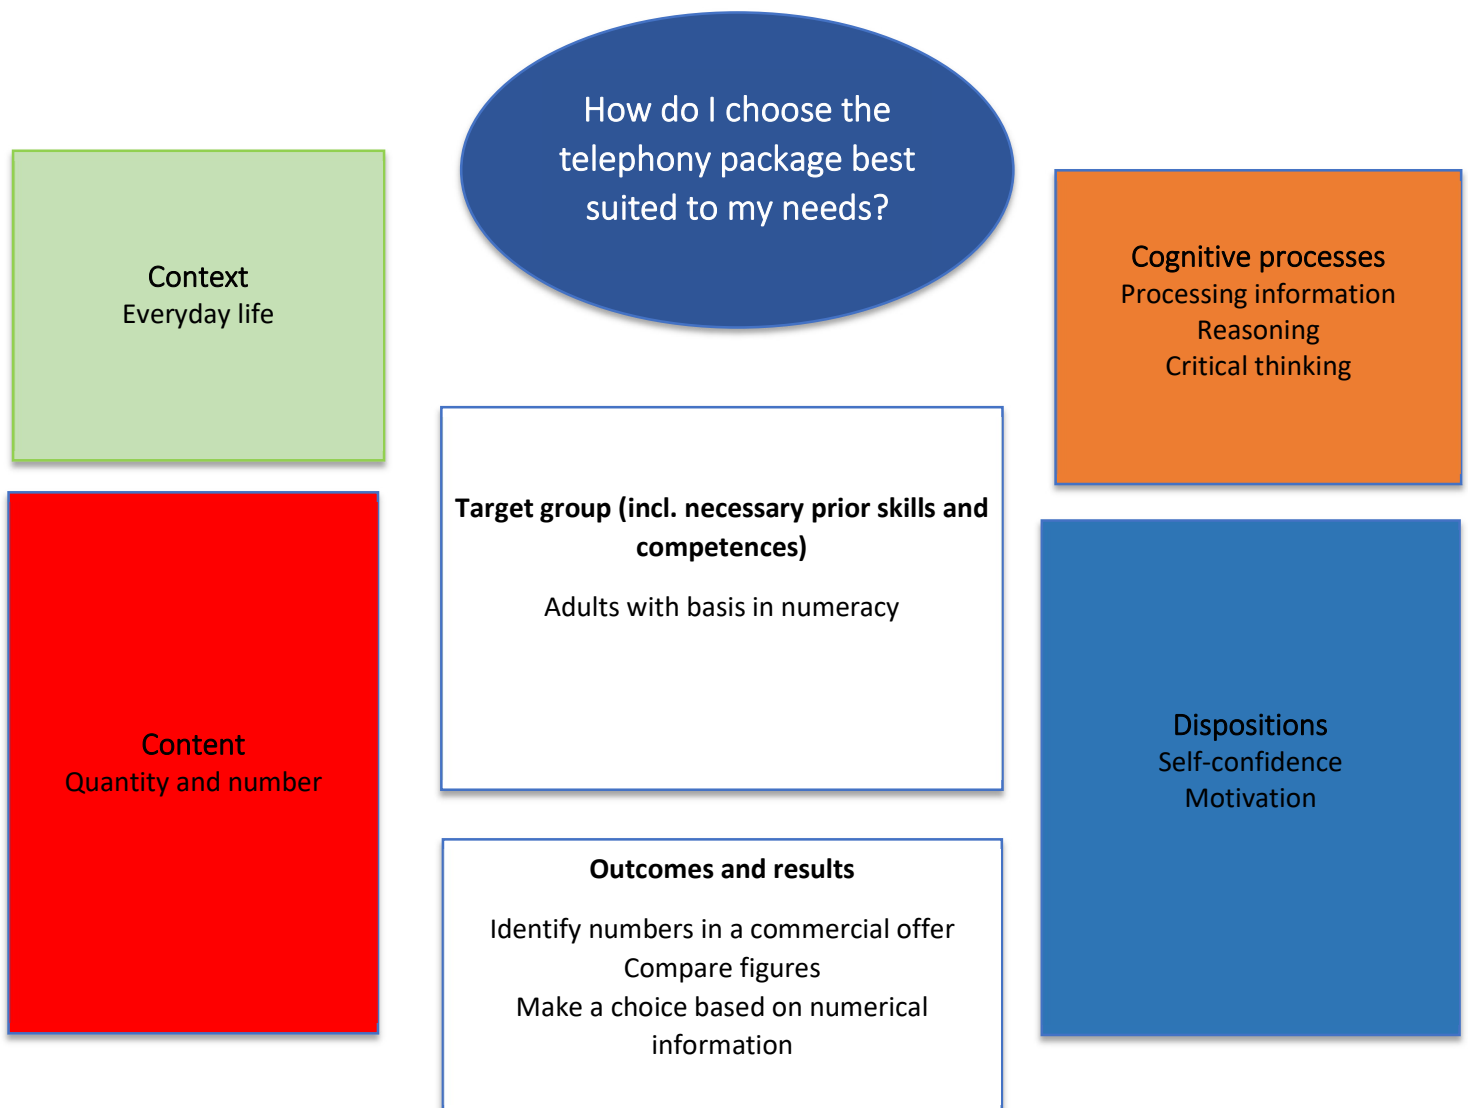 How do I choose the
telephony package best
suited to my needs?
Context
Everyday life
Cognitive processes
Processing information
Reasoning
Critical thinking
Target group (incl. necessary prior skills and
competences)
Adults with basis in numeracy
Content
Quantity and number
Dispositions
Self-confidence
Motivation
Outcomes and results
Identify numbers in a commercial offer
Compare figures
Make a choice based on numerical
information